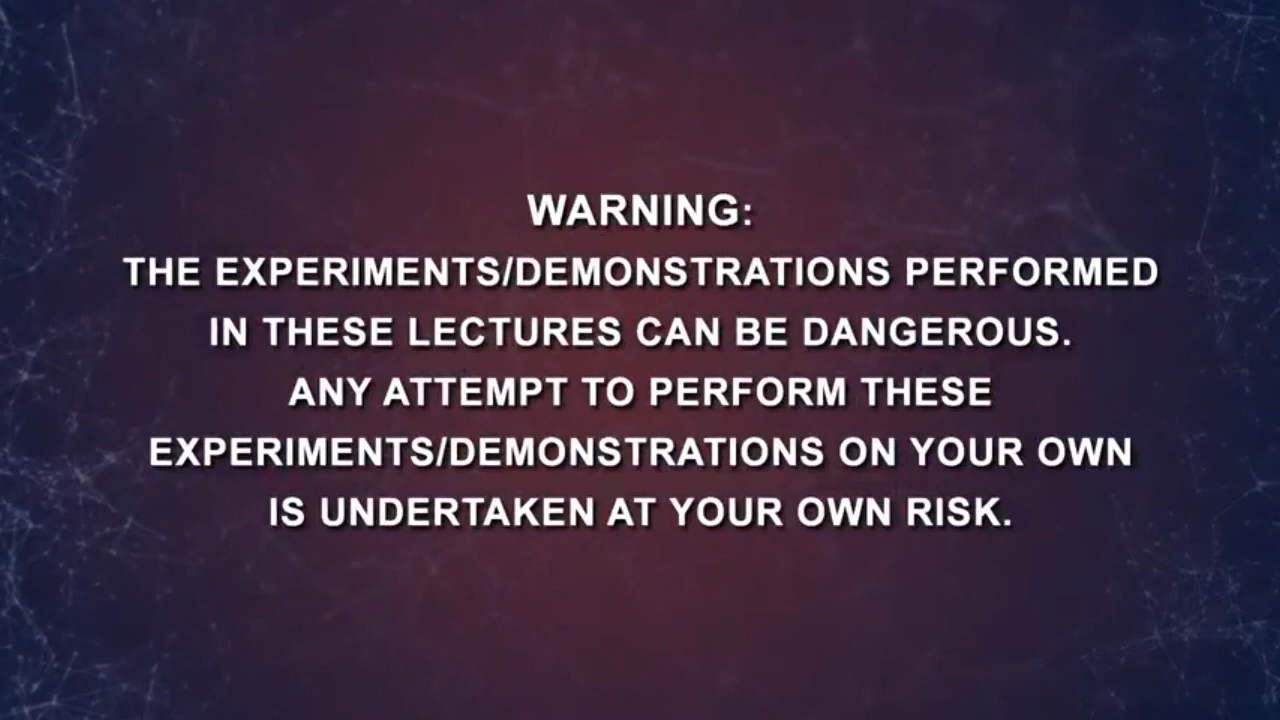 WARNING:
THE EXPERIMENTS/DEMONSTRATIONS PERFORMED
IN THESE LECTURES CAN BE DANGEROUS.
ANY ATTEMPT TO PERFORM THESE
EXPERIMENTS/DEMONSTRATIONS ON YOUR OWN
IS UNDERTAKEN AT YOUR OWN RISK.